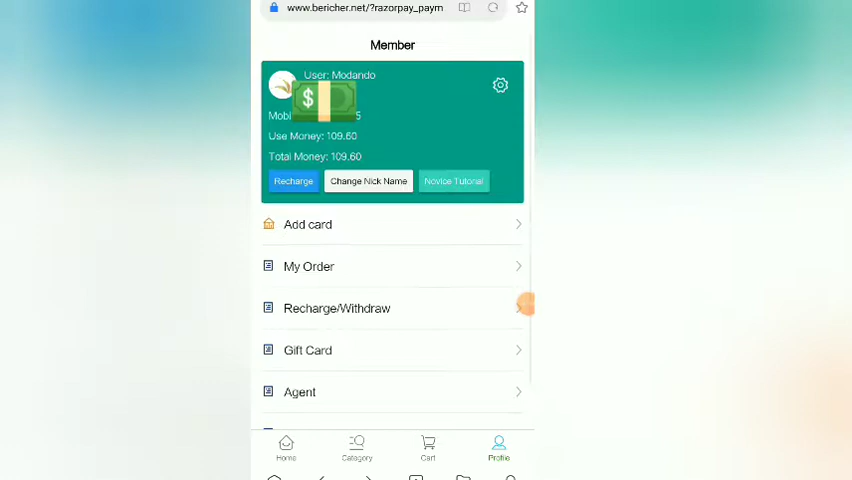 www.bericher.net/?razorpay_paym
Member
User: Modando
Mobi 5
Use Money: 109.60
Total Money: 109.60
Recharge Change Nick Name Novice Tutorial
Add card
My Order
Recharge/Withdraw
Gift Card
Agent
Home Category Cart Profile